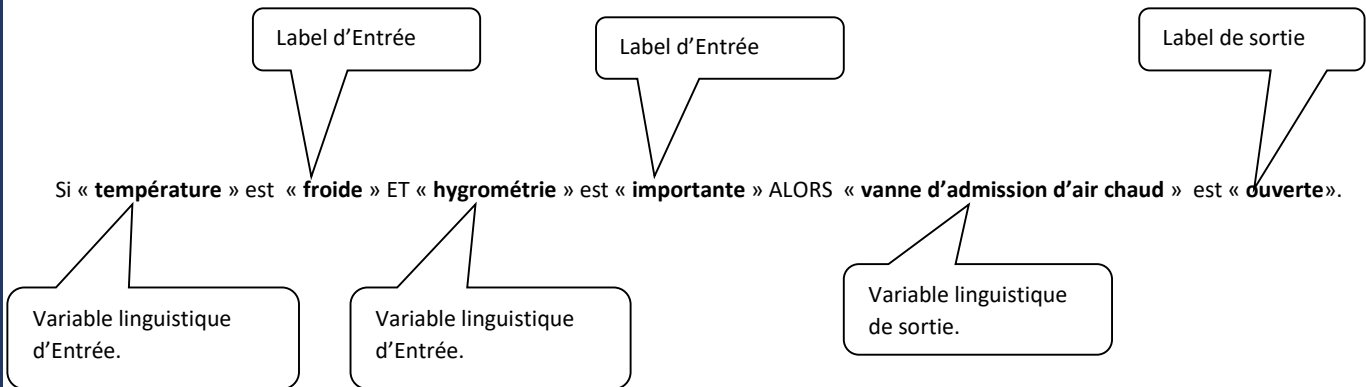 Label d’Entrée
Label d’Entrée
Label de sortie
Si « température » est « froide » ET « hygrométrie » est « importante » ALORS « vanne d’admission d’air chaud » est « ouverte».
Variable linguistique
d’Entrée.
Variable linguistique
d’Entrée.
Variable linguistique
de sortie.